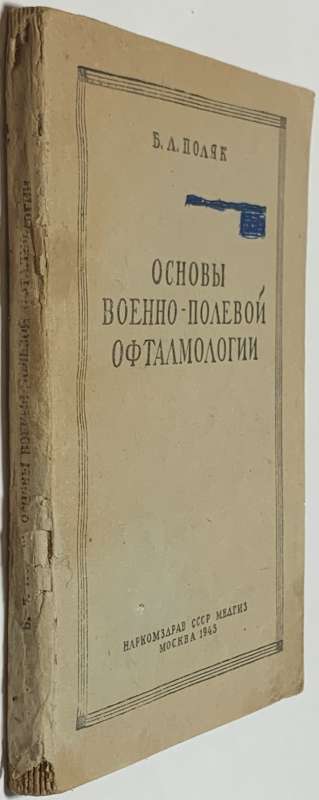 Б. Л. ПОЛЯК
ОСНОВЫ
ВОЕННО-ПОЛЕВОЙ
ОФТАЛМОЛОГИИ
НАРКОМЗДРАВ СССР МЕДГИЗ
МОСКВА 1943